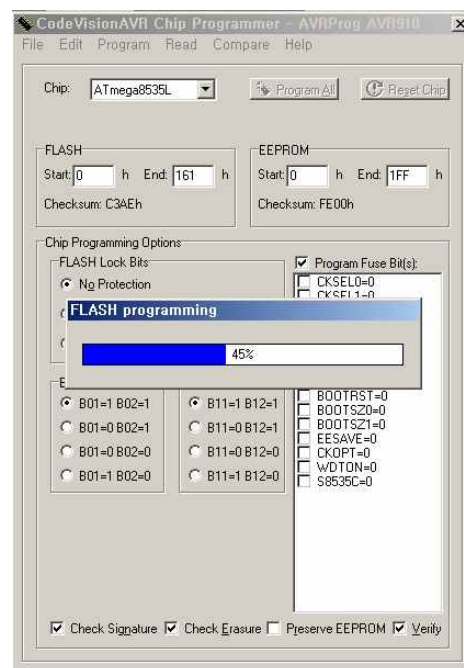 CodeVisionAVR Chip Programmer - AVRProg AVR910
File Edit Program Read Compare Help
Chip: ATmega8535L Program All Reset Chip
FLASH
Start: 0 h End: 161 h
Checksum: C3AEh
EEPROM
Start: 0 h End: 1FF h
Checksum: FE00h
Chip Programming Options
FLASH Lock Bits
No Protection
Program Fuse Bit(s):
CKSEL0=0
CKSEL1=0
FLASH programming
45%
B01=1 B02=1
B01=0 B02=1
B01=0 B02=0
B01=1 B02=0
B11=1 B12=1
B11=0 B12=1
B11=0 B12=0
B11=1 B12=0
BOOTRST=0
BOOTSZ0=0
BOOTSZ1=0
EESAVE=0
CKOPT=0
WDTON=0
S8535C=0
Check Signature Check Erasure Preserve EEPROM Verify